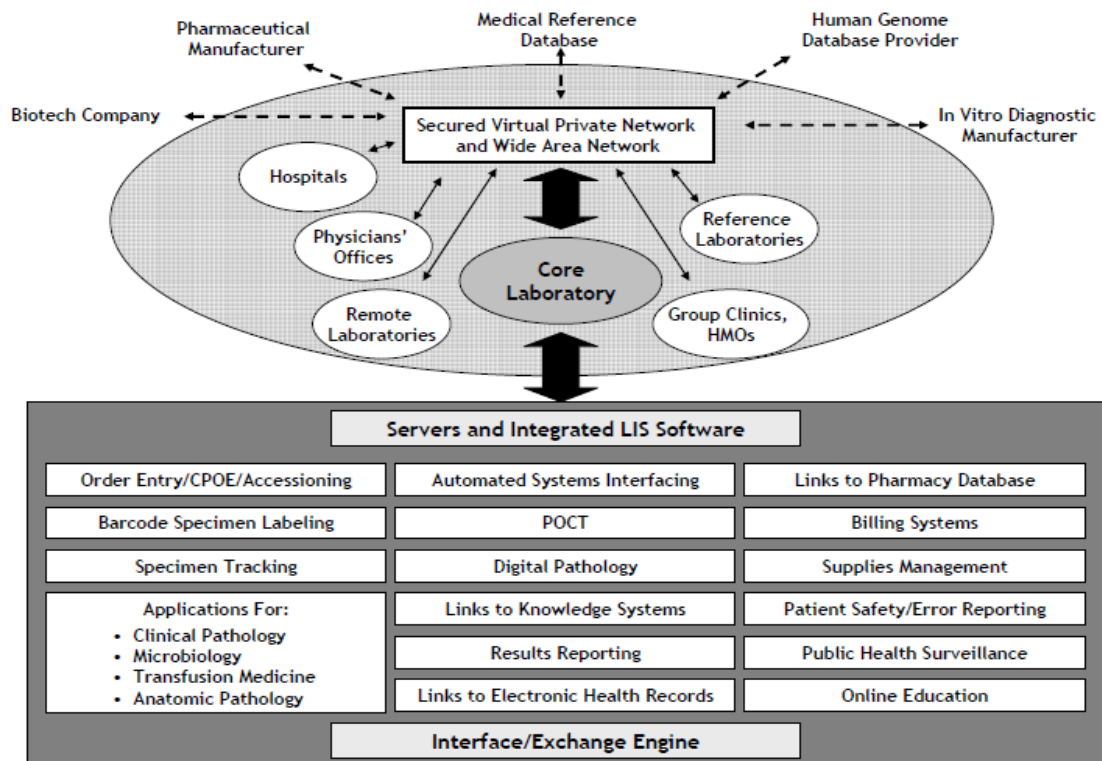 Pharmaceutical
Manufacturer
Medical Reference
Database
Human Genome
Database Provider
Biotech Company
In Vitro Diagnostic
Manufacturer
Secured Virtual Private Network
and Wide Area Network
Hospitals
Physicians’
Offices
Remote
Laboratories
Core
Laboratory
Reference
Laboratories
Group Clinics,
HMOs
Servers and Integrated LIS Software
Order Entry/CPOE/Accessioning
Barcode Specimen Labeling
Specimen Tracking
Applications For:
• Clinical Pathology
• Microbiology
• Transfusion Medicine
• Anatomic Pathology
Automated Systems Interfacing
POCT
Digital Pathology
Links to Knowledge Systems
Results Reporting
Links to Electronic Health Records
Links to Pharmacy Database
Billing Systems
Supplies Management
Patient Safety/Error Reporting
Public Health Surveillance
Online Education
Interface/Exchange Engine